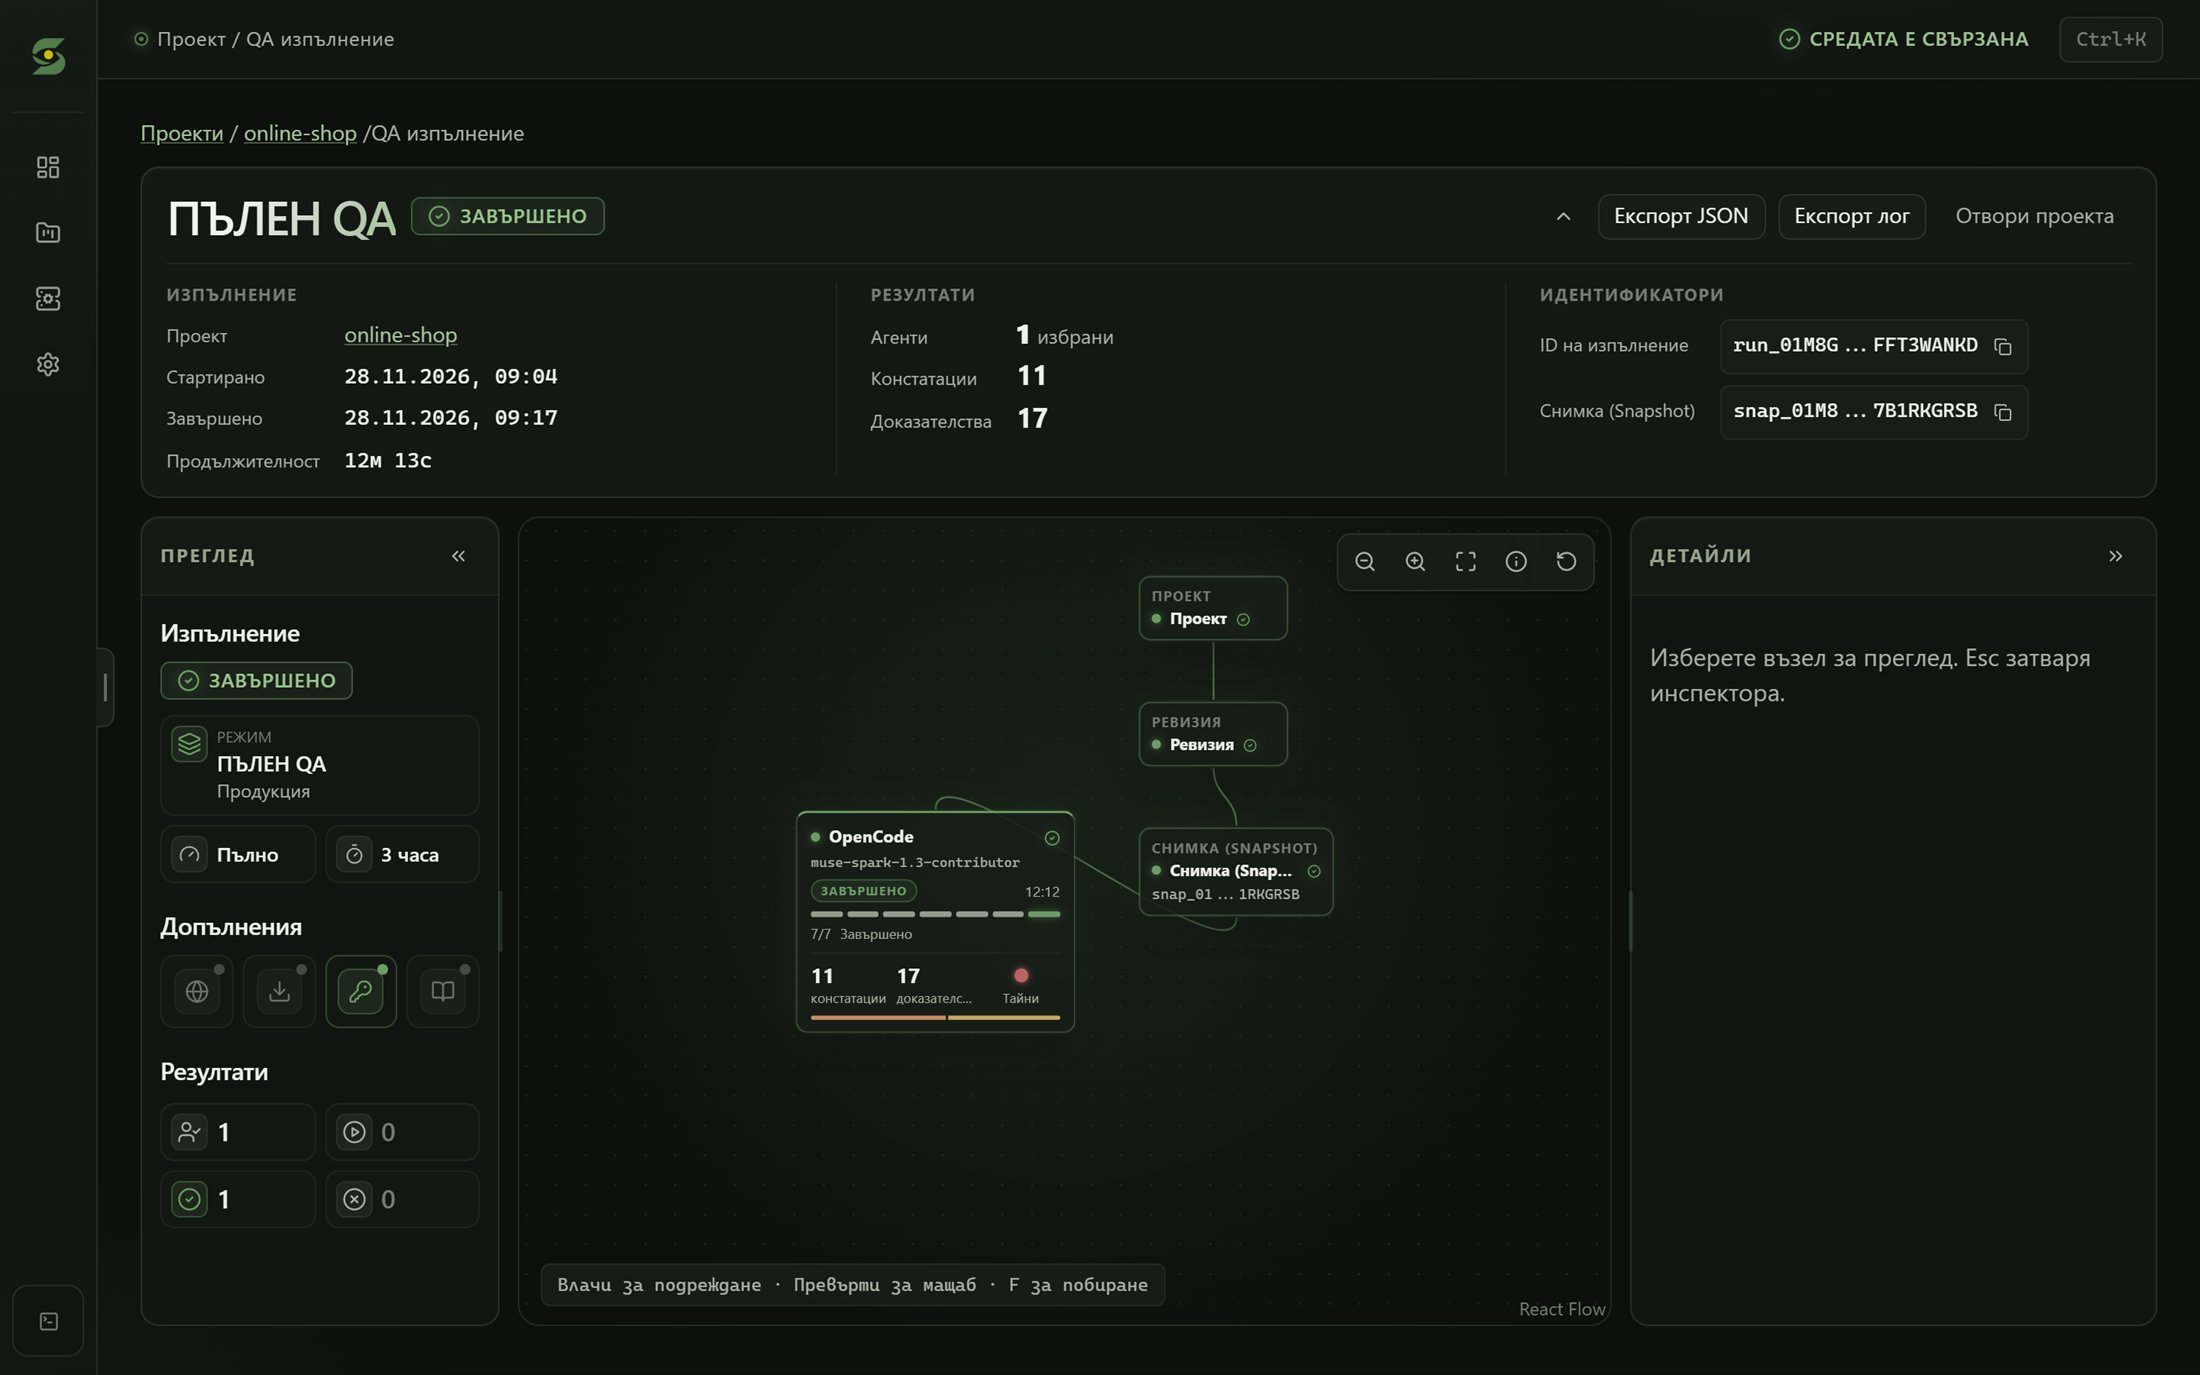 Проект / QA изпълнение
СРЕДАТА Е СВЪРЗАНА
Ctrl+K
Проекти / online-shop /QA изпълнение
ПЪЛЕН QA
ЗАВЪРШЕНО
Експорт JSON
Експорт лог
Отвори проекта
ИЗПЪЛНЕНИЕ
Проект online-shop
Стартирано 28.11.2026, 09:04
Завършено 28.11.2026, 09:17
Продължителност 12м 13с
РЕЗУЛТАТИ
Агенти 1 избрани
Констатации 11
Доказателства 17
ИДЕНТИФИКАТОРИ
ID на изпълнение run_01M8G ... FFT3WANKD
Снимка (Snapshot) snap_01M8 ... 7B1RKGRSB
ПРЕГЛЕД
Изпълнение
ЗАВЪРШЕНО
РЕЖИМ
ПЪЛЕН QA
Продукция
Пълно
3 часа
Допълнения
Резултати
1
0
1
0
ПРОЕКТ
Проект
РЕВИЗИЯ
Ревизия
СНИМКА (SNAPSHOT)
Снимка (Snap...
snap_01 ... 1RKGRSB
OpenCode
muse-spark-1.3-contributor
ЗАВЪРШЕНО 12:12
7/7 Завършено
11 17
констатации доказателс... Тайни
Влачи за подреждане · Превърти за мащаб · F за побиране
React Flow
ДЕТАЙЛИ
Изберете възел за преглед. Esc затваря
инспектора.